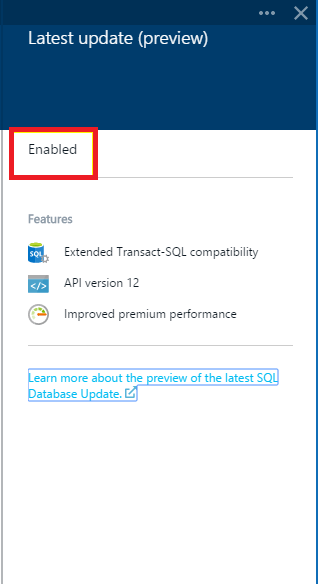 Latest update (preview)
Enabled
Features
SQL
Extended Transact-SQL compatibility
</>
API version 12
Improved premium performance
Learn more about the preview of the latest SQL
Database Update.